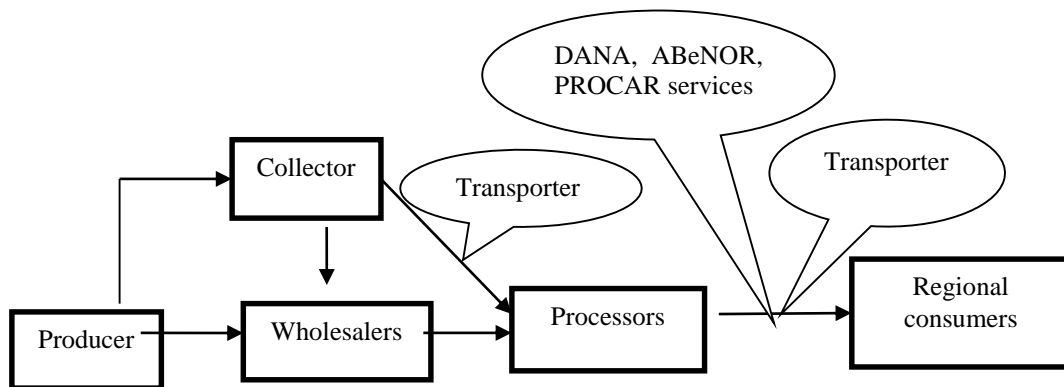 DANA, ABeNOR,
PROCAR services
Collector
Transporter
Transporter
Producer
Wholesalers
Processors
Regional
consumers